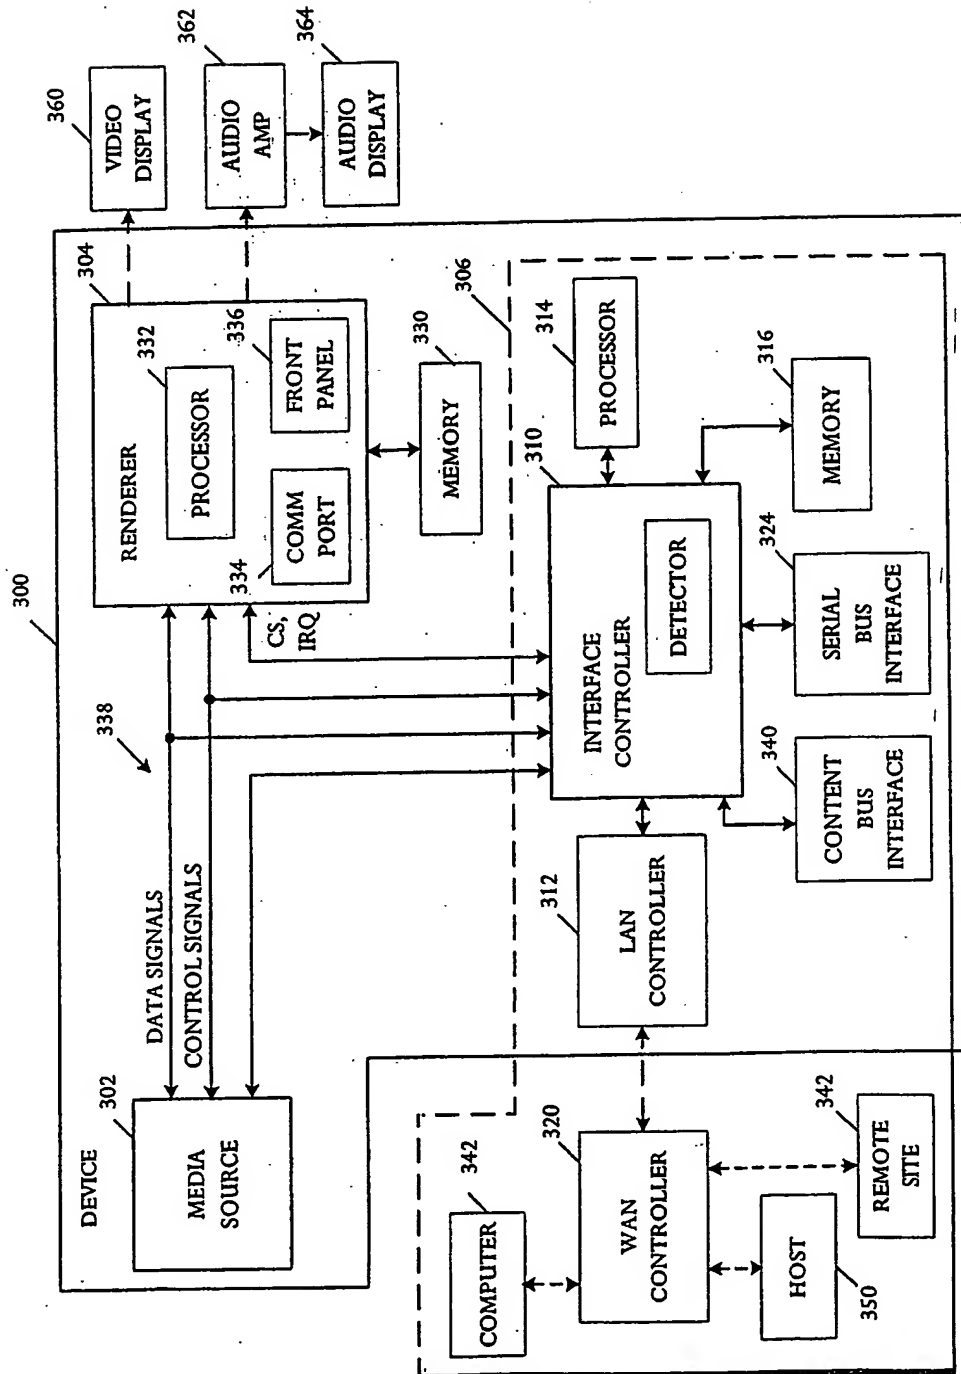 300
DEVICE
302
MEDIA
SOURCE
DATA SIGNALS
CONTROL SIGNALS
338
CS,
IRQ
304
RENDERER
332
PROCESSOR
334
COMM
PORT
336
FRONT
PANEL
360
VIDEO
DISPLAY
362
AUDIO
AMP
364
AUDIO
DISPLAY
330
MEMORY
306
310
INTERFACE
CONTROLLER
DETECTOR
314
PROCESSOR
316
MEMORY
324
SERIAL
BUS
INTERFACE
340
CONTENT
BUS
INTERFACE
312
LAN
CONTROLLER
320
WAN
CONTROLLER
342
COMPUTER
342
REMOTE
SITE
HOST
350